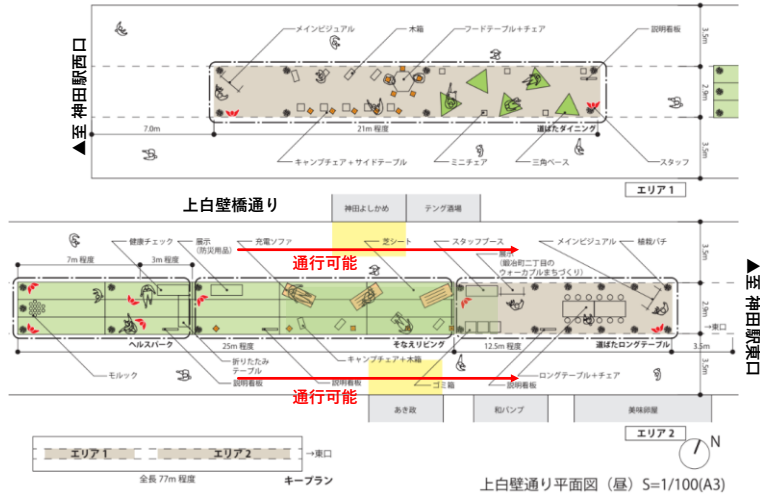 メインビジュアル
木箱
フードテーブル+チェア
説明看板
3.5m
2.9m
3.5m
▲至 神田駅西口
7.0m
21m 程度
道ばたダイニング
キャンプチェア+サイドテーブル
ミニチェア
三角ベース
スタッフ
エリア 1
上白壁橋通り
神田よしかめ
テング酒場
健康チェック
展示
(防災用品)
充電ソファ
芝シート
スタッフブース
メインビジュアル
植栽バチ
通行可能
展示
(鍛冶町二丁目の
ウォーカブルまちづくり)
7m 程度
3m 程度
3.5m
2.9m
3.5m
▲至 神田駅東口
→東口
ヘルスパーク
25m 程度
そなえリビング
12.5m 程度
道ばたロングテーブル
3.5m
モルック
折りたたみ
テーブル
説明看板
キャンプチェア+木箱
説明看板
ゴミ箱
説明看板
ロングテーブル+チェア
通行可能
あき政
和バンプ
美味卵屋
エリア 2
エリア 1
エリア 2
→東口
全長 77m 程度
キープラン
N
上白壁通り平面図(昼)S=1/100(A3)